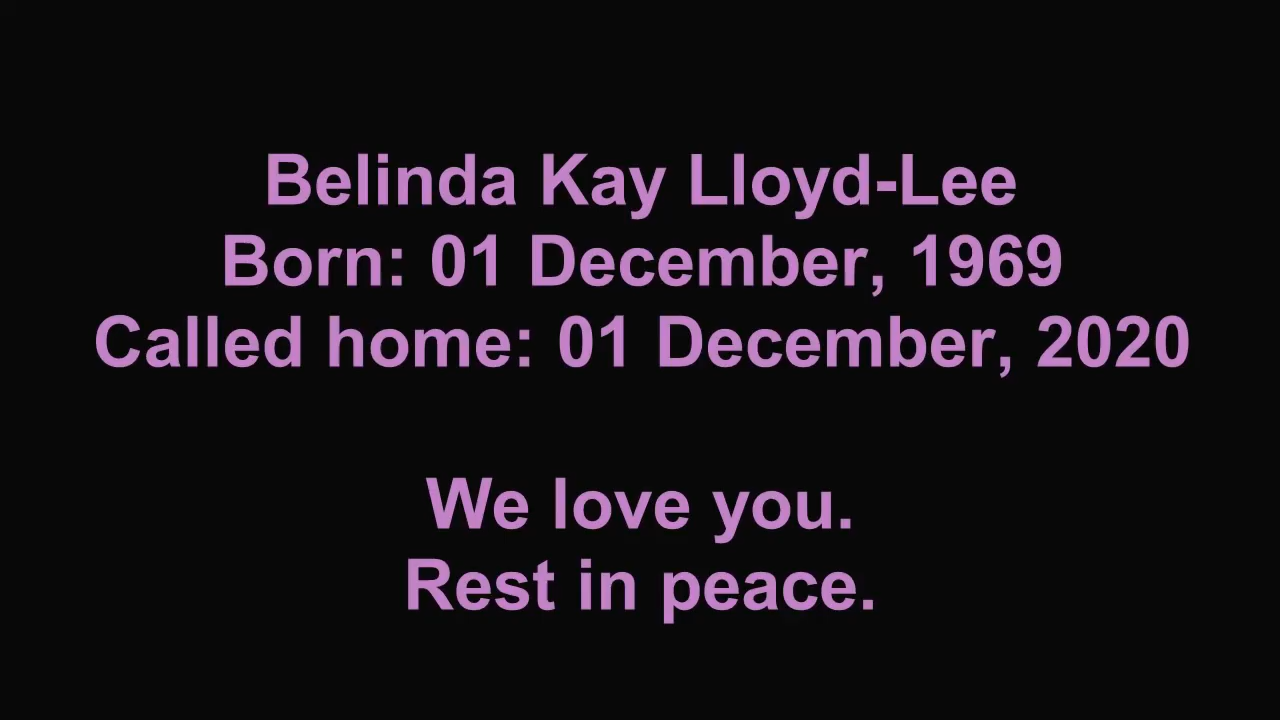 Belinda Kay Lloyd-Lee
Born: 01 December, 1969
Called home: 01 December, 2020
We love you.
Rest in peace.